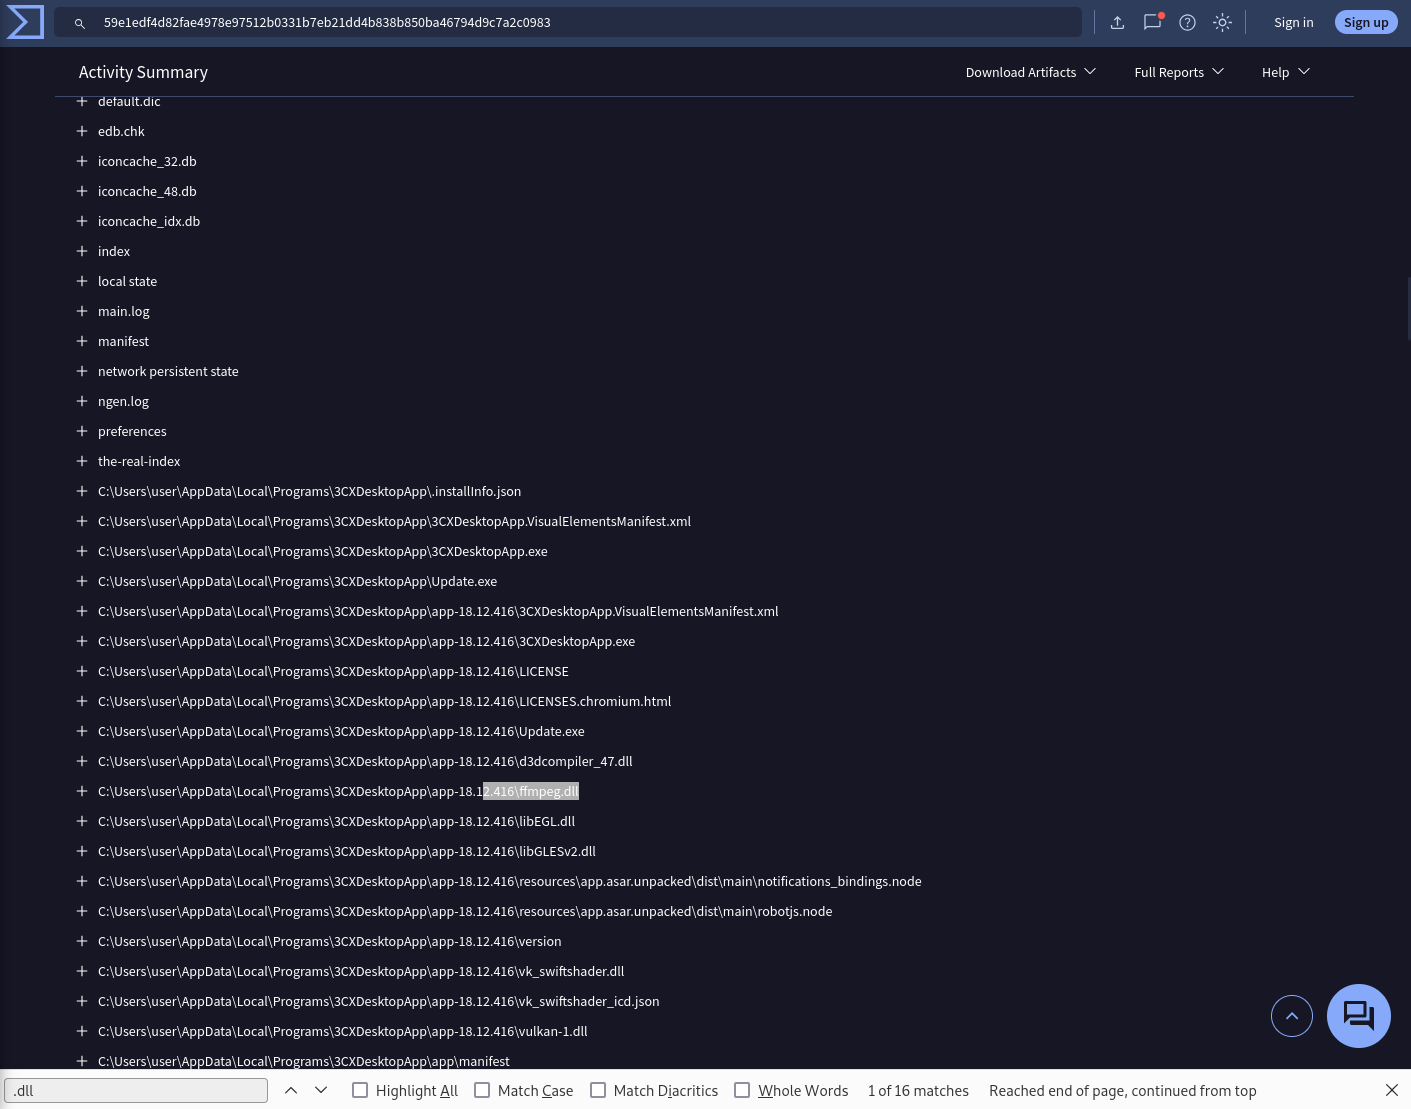 59e1edf4d82fae4978e97512b0331b7eb21dd4b838b850ba46794d9c7a2c0983
Sign in
Sign up
Activity Summary
Download Artifacts
Full Reports
Help
default.dic
edb.chk
iconcache_32.db
iconcache_48.db
iconcache_idx.db
index
local state
main.log
manifest
network persistent state
ngen.log
preferences
the-real-index
C:\Users\user\AppData\Local\Programs\3CXDesktopApp\.installInfo.json
C:\Users\user\AppData\Local\Programs\3CXDesktopApp\3CXDesktopApp.VisualElementsManifest.xml
C:\Users\user\AppData\Local\Programs\3CXDesktopApp\3CXDesktopApp.exe
C:\Users\user\AppData\Local\Programs\3CXDesktopApp\Update.exe
C:\Users\user\AppData\Local\Programs\3CXDesktopApp\app-18.12.416\3CXDesktopApp.VisualElementsManifest.xml
C:\Users\user\AppData\Local\Programs\3CXDesktopApp\app-18.12.416\3CXDesktopApp.exe
C:\Users\user\AppData\Local\Programs\3CXDesktopApp\app-18.12.416\LICENSE
C:\Users\user\AppData\Local\Programs\3CXDesktopApp\app-18.12.416\LICENSES.chromium.html
C:\Users\user\AppData\Local\Programs\3CXDesktopApp\app-18.12.416\Update.exe
C:\Users\user\AppData\Local\Programs\3CXDesktopApp\app-18.12.416\d3dcompiler_47.dll
C:\Users\user\AppData\Local\Programs\3CXDesktopApp\app-18.12.416\ffmpeg.dll
C:\Users\user\AppData\Local\Programs\3CXDesktopApp\app-18.12.416\libEGL.dll
C:\Users\user\AppData\Local\Programs\3CXDesktopApp\app-18.12.416\libGLESv2.dll
C:\Users\user\AppData\Local\Programs\3CXDesktopApp\app-18.12.416\resources\app.asar.unpacked\dist\main\notifications_bindings.node
C:\Users\user\AppData\Local\Programs\3CXDesktopApp\app-18.12.416\resources\app.asar.unpacked\dist\main\robotjs.node
C:\Users\user\AppData\Local\Programs\3CXDesktopApp\app-18.12.416\version
C:\Users\user\AppData\Local\Programs\3CXDesktopApp\app-18.12.416\vk_swiftshader.dll
C:\Users\user\AppData\Local\Programs\3CXDesktopApp\app-18.12.416\vk_swiftshader_icd.json
C:\Users\user\AppData\Local\Programs\3CXDesktopApp\app-18.12.416\vulkan-1.dll
C:\Users\user\AppData\Local\Programs\3CXDesktopApp\app\manifest
.dll
Highlight All
Match Case
Match Diacritics
Whole Words
1 of 16 matches
Reached end of page, continued from top